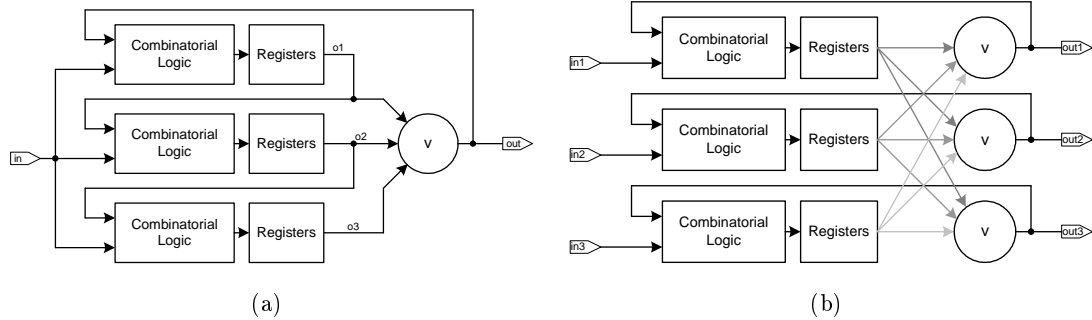 in
Combinatorial
Logic
Registers
o1
Combinatorial
Logic
Registers
o2
Combinatorial
Logic
Registers
o3
v
out
(a)
in1
Combinatorial
Logic
Registers
v
out1
in2
Combinatorial
Logic
Registers
v
out2
in3
Combinatorial
Logic
Registers
v
out3
(b)